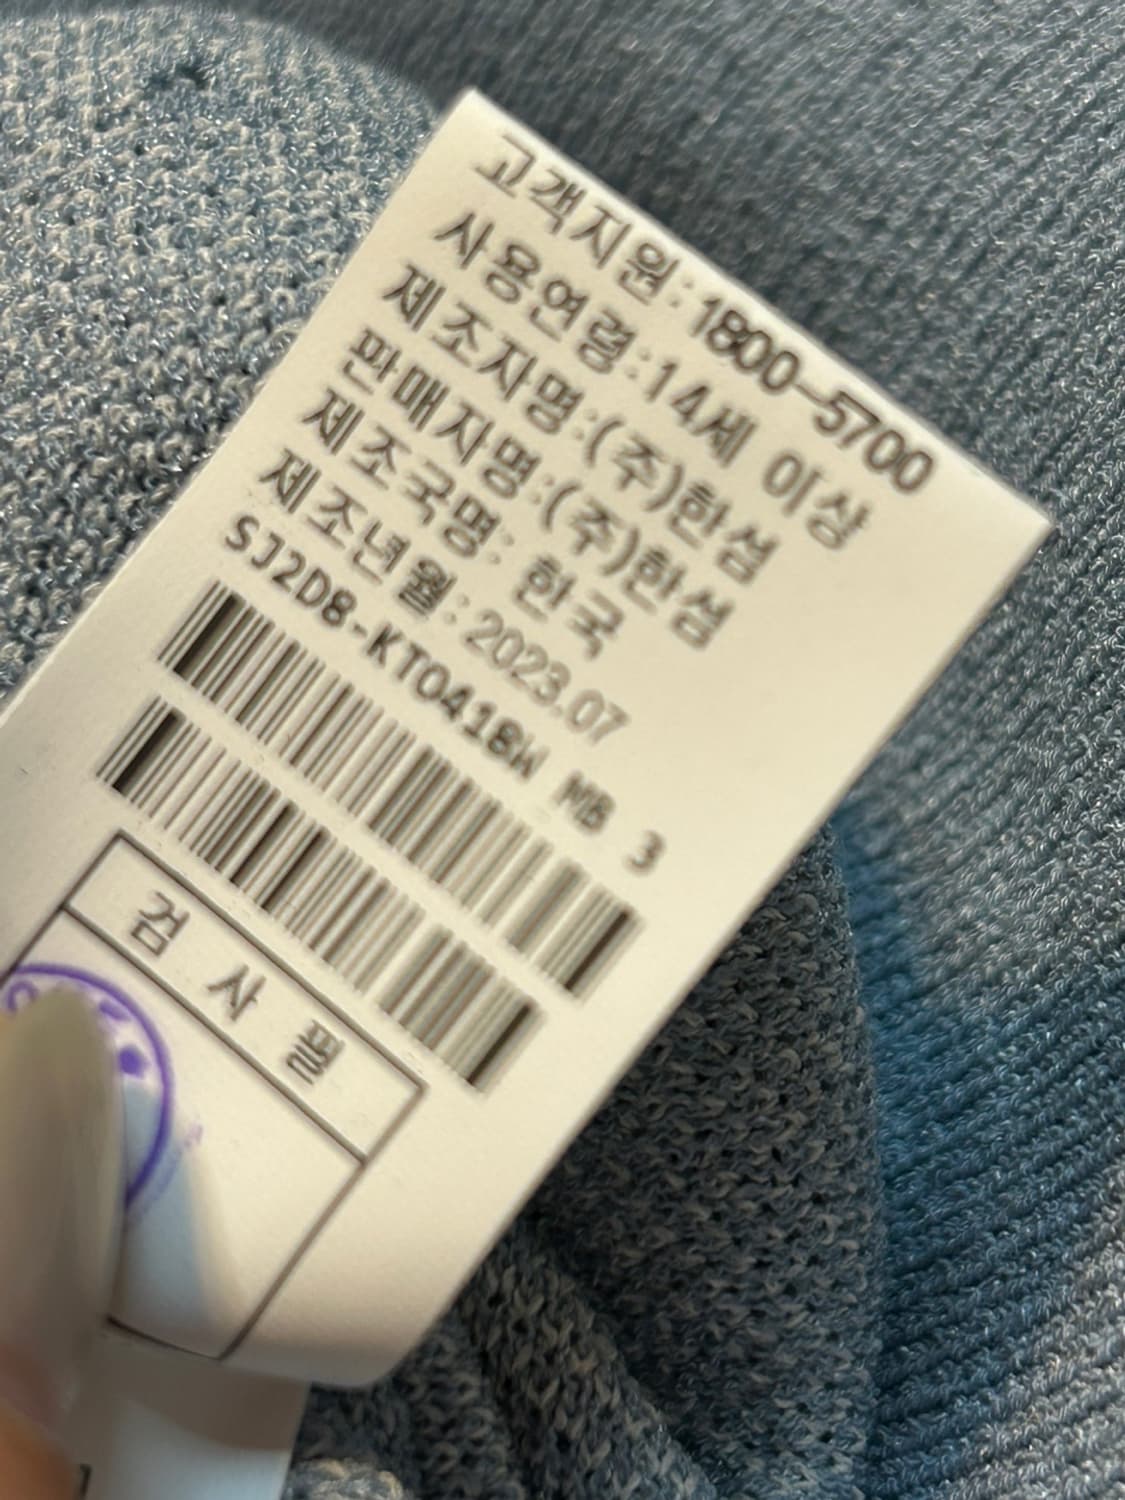 고객지원:1800-5700
사용연령:14세 이상
제조자명:(주)한섬
판매자명:(주)한섬
제조국명: 한국
제조년월:2023.07
SJ2D8-KTO418W MB 3
검 사 필